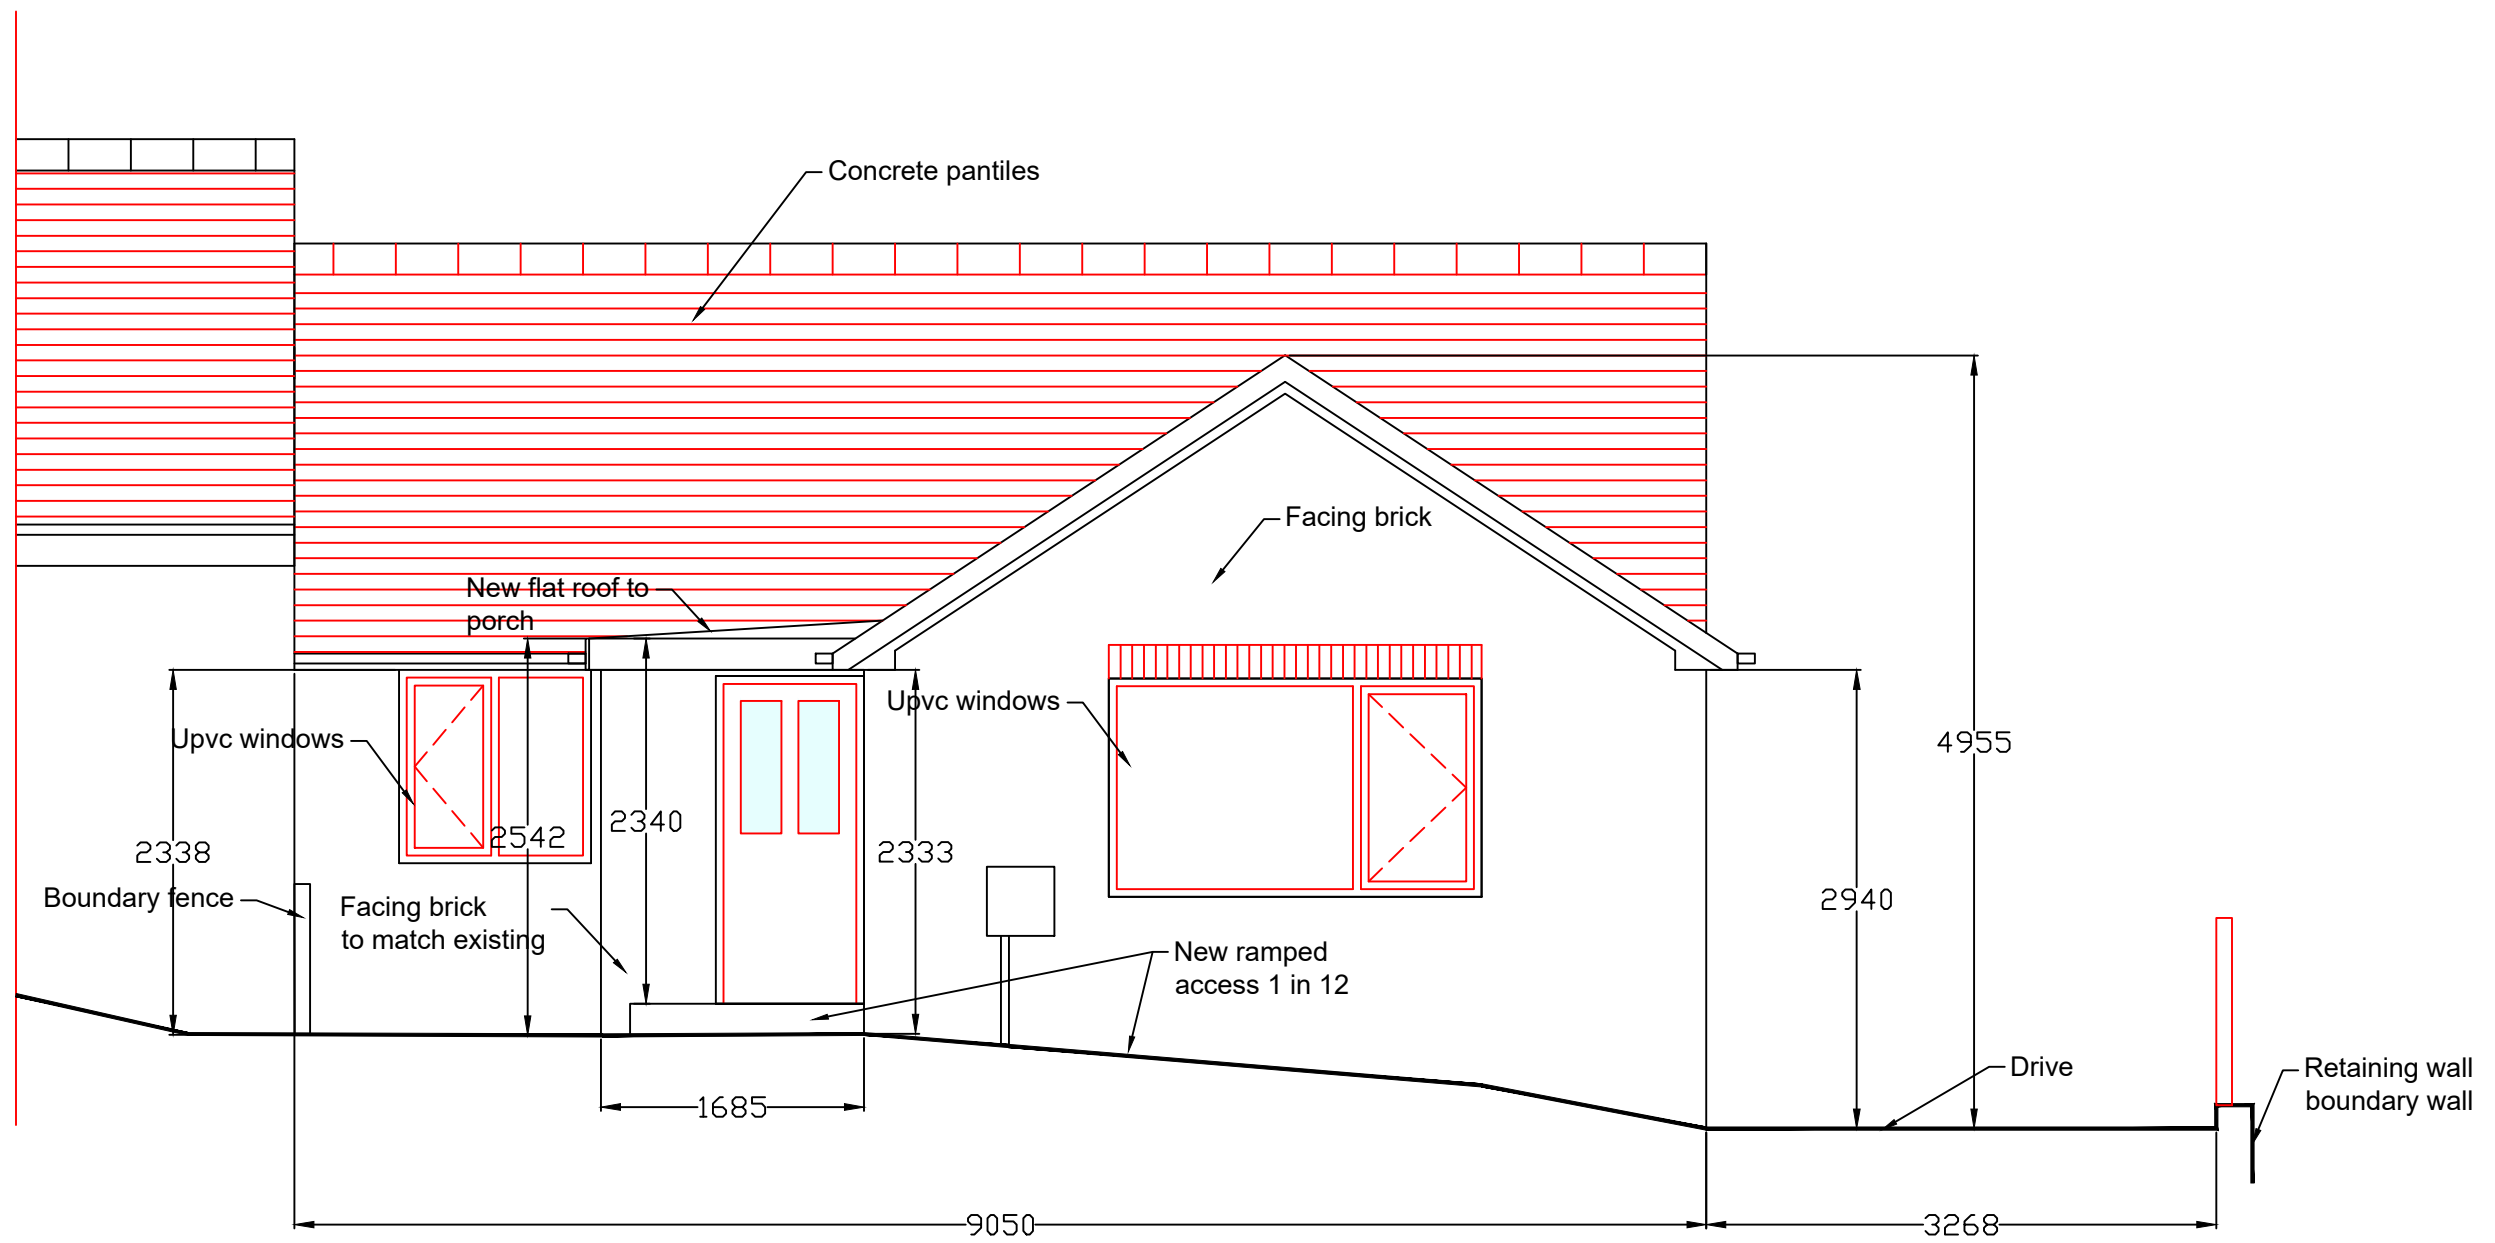 Concrete pantiles
Facing brick
New flat roof to
porch
Upvc windows
Upvc windows
4955
2340
2542
2338
2333
2940
Boundary fence
Facing brick
to match existing
New ramped
access 1 in 12
Drive
Retaining wall
boundary wall
1685
9050
3268